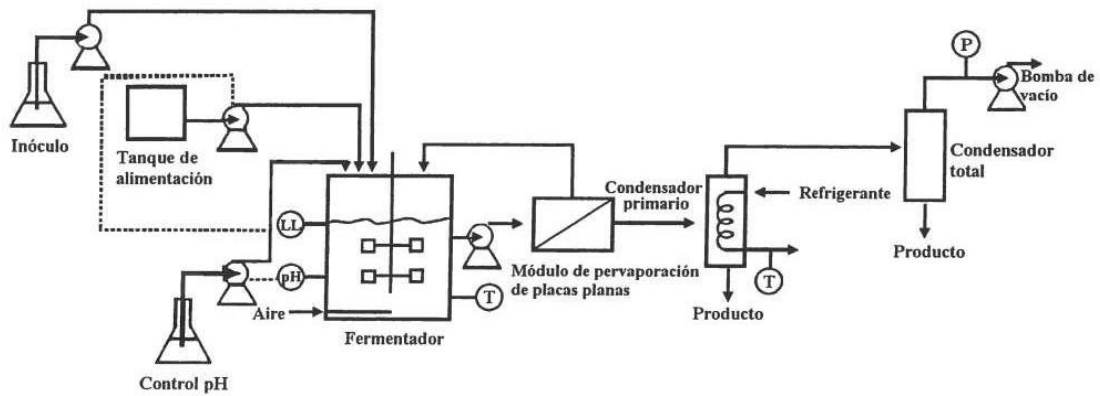 P
Bomba de
vacío
Inóculo
Tanque de
alimentación
Condensador
total
Condensador
primario
Refrigerante
LL
Producto
pH
Módulo de pervaporación
de placas planas
T
T
Aire
Producto
Fermentador
Control pH